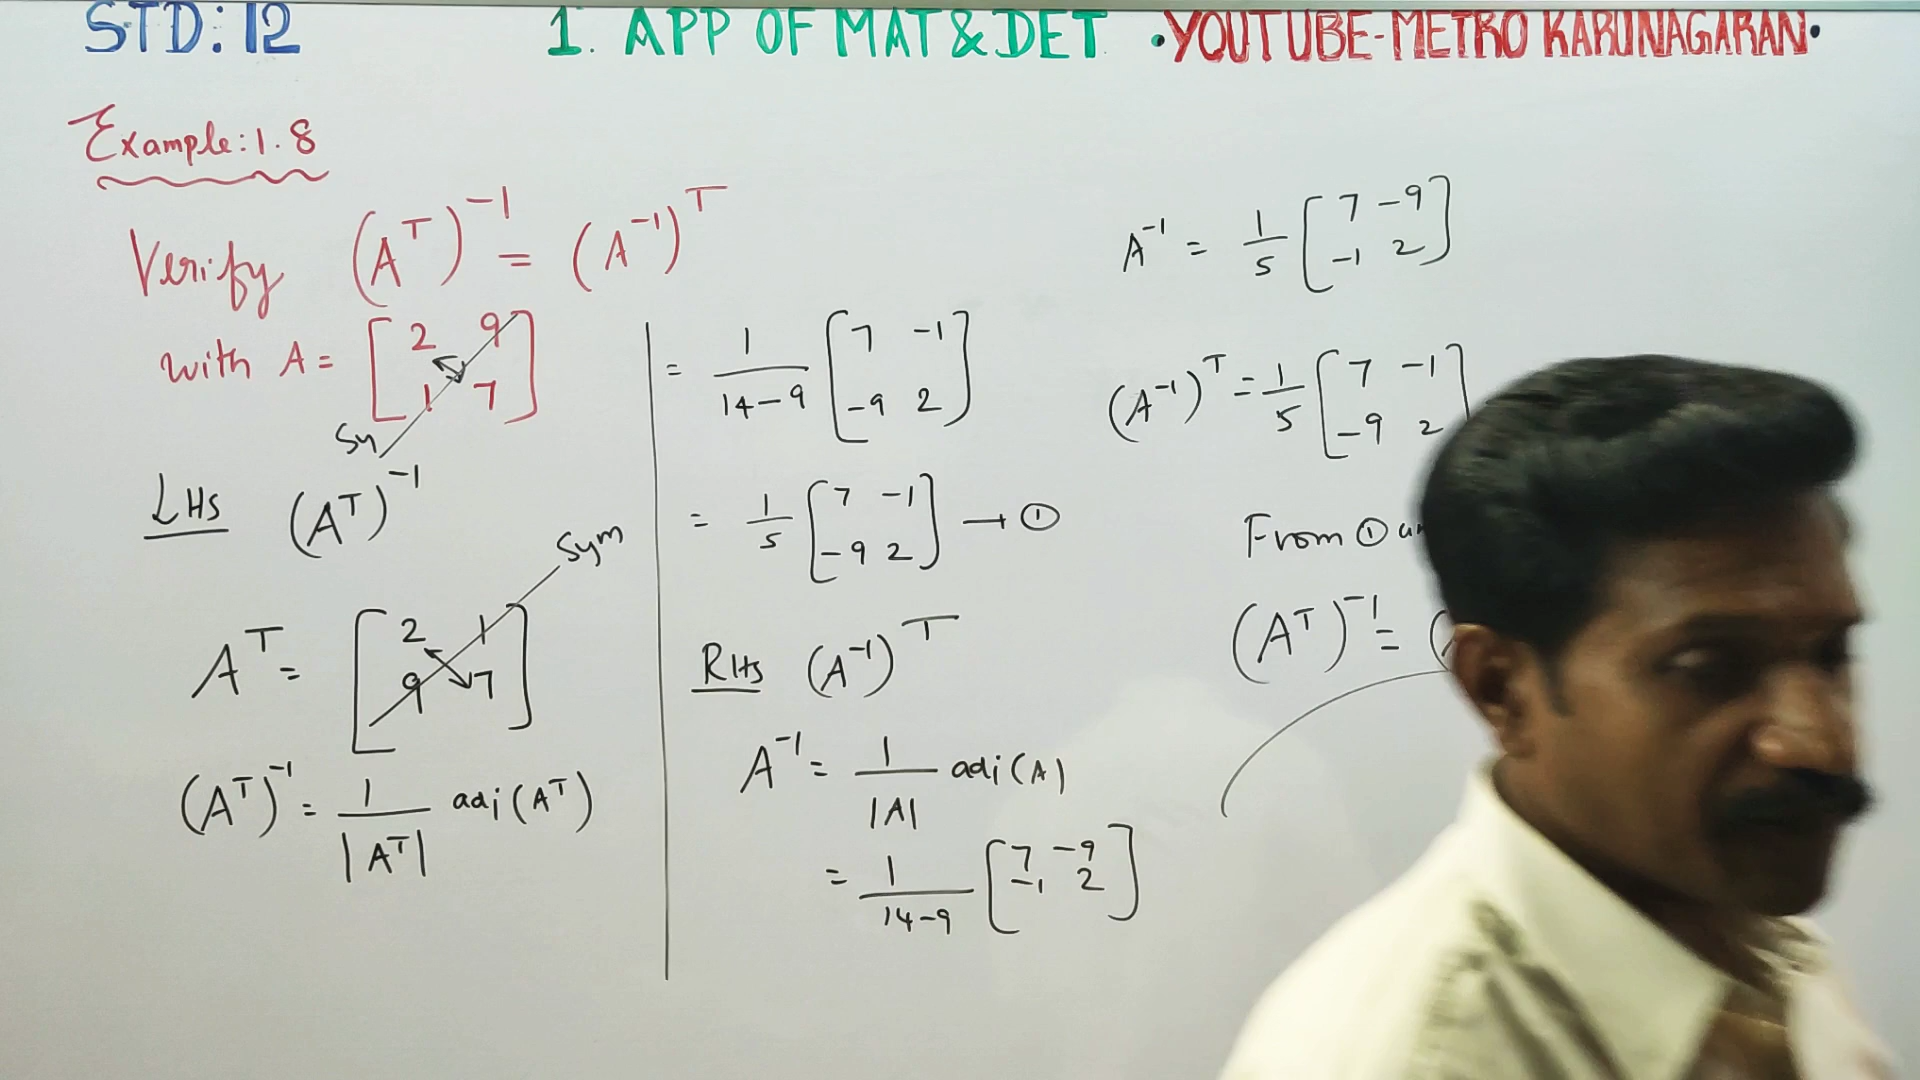 STD: 12 1. APP OF MAT & DET •YOUTUBE-METRO KARUNAGARAN•
Example: 1.8
Verify (A^T)^-1 = (A^-1)^T
with A = [2 9
1 7]
Sy
LHS (A^T)^-1
Sym
A^T = [2 1
9 7]
(A^T)^-1 = 1/|A^T| adj (A^T)
= 1/14-9 [7 -1
-9 2]
= 1/5 [7 -1
-9 2] → ①
RHS (A^-1)^T
A^-1 = 1/|A| adj (A)
= 1/14-9 [7 -9
-1 2]
A^-1 = 1/5 [7 -9
-1 2]
(A^-1)^T = 1/5 [7 -1
-9 2]
From ①
(A^T)^-1 = (